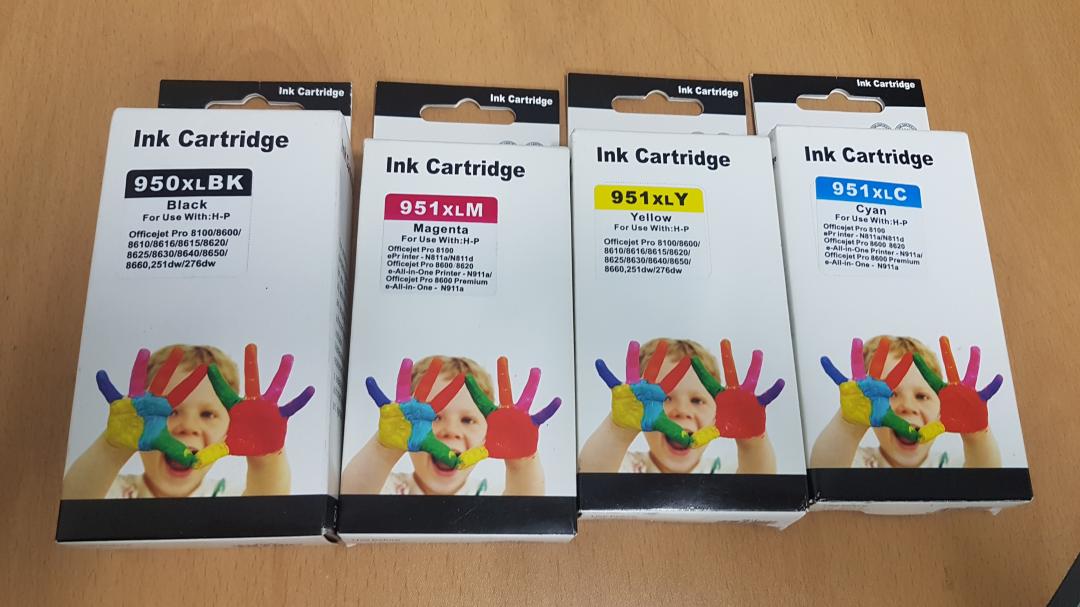 Ink Cartridge
Ink Cartridge
950XLBK
Black
For Use With:H-P
Officejet Pro 8100/8600/
8610/8616/8615/8620/
8625/8630/8640/8650/
8660,251dw/276dw
Ink Cartridge
Ink Cartridge
951XLM
Magenta
For Use With:H-P
Officejet Pro 8100
ePr inter - N811a/N811d
Officejet Pro 8600 8620
e-All-in-One Printer - N911a/
Officejet Pro 8600 Premium
e-All-in- One - N911a
Ink Cartridge
Ink Cartridge
951XLY
Yellow
For Use With:H-P
Officejet Pro 8100/8600/
8610/8616/8615/8620/
8625/8630/8640/8650/
8660,251dw/276dw
Ink Cartridge
Ink Cartridge
951XLC
Cyan
For Use With:H-P
Officejet Pro 8100
ePr inter - N811a/N811d
Officejet Pro 8600 8620
e-All-in-One Printer - N911a/
Officejet Pro 8600 Premium
e-All-in- One - N911a